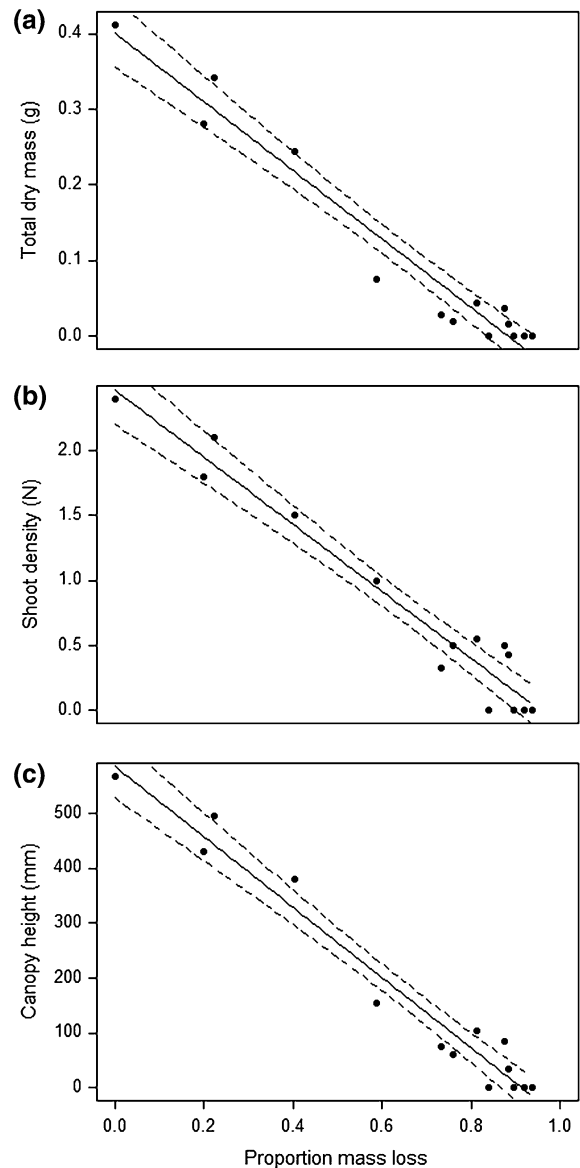 (a)
Total dry mass (g)
0.4
0.3
0.2
0.1
0.0
(b)
Shoot density (N)
2.0
1.5
1.0
0.5
0.0
(c)
Canopy height (mm)
500
400
300
200
100
0
0.0 0.2 0.4 0.6 0.8 1.0
Proportion mass loss